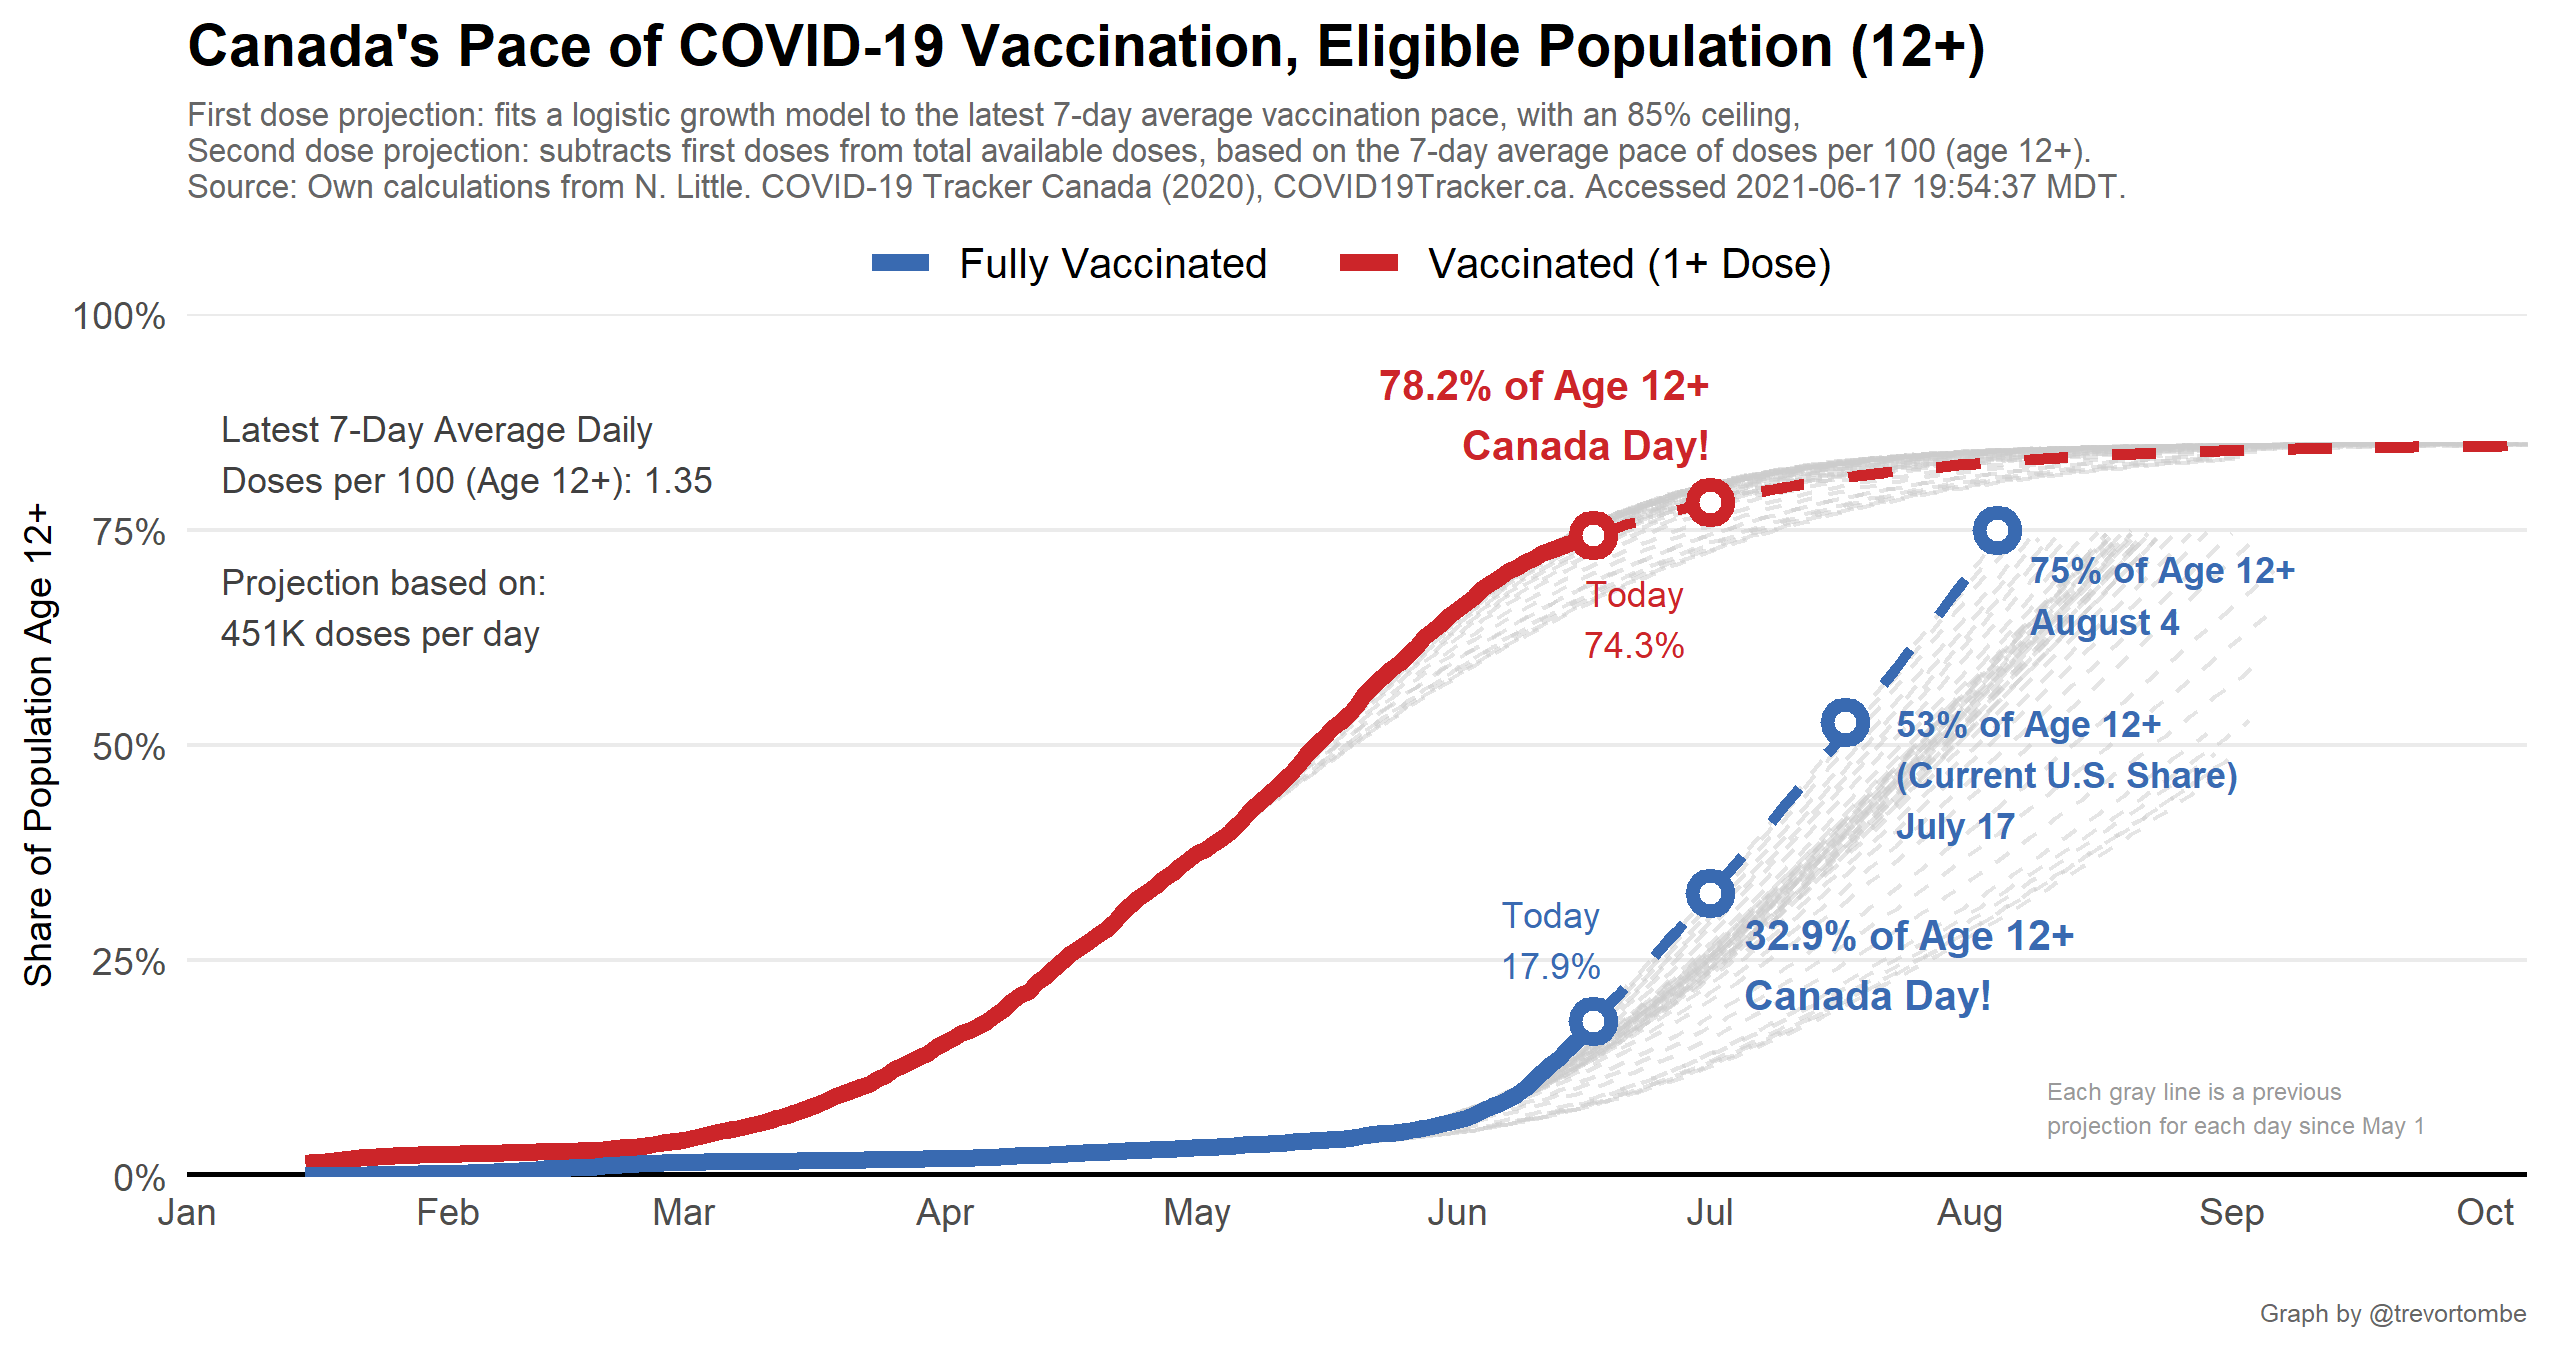 Canada's Pace of COVID-19 Vaccination, Eligible Population (12+)
First dose projection: fits a logistic growth model to the latest 7-day average vaccination pace, with an 85% ceiling,
Second dose projection: subtracts first doses from total available doses, based on the 7-day average pace of doses per 100 (age 12+).
Source: Own calculations from N. Little. COVID-19 Tracker Canada (2020), COVID19Tracker.ca. Accessed 2021-06-17 19:54:37 MDT.
Fully Vaccinated
Vaccinated (1+ Dose)
Share of Population Age 12+
100%
75%
50%
25%
0%
Latest 7-Day Average Daily
Doses per 100 (Age 12+): 1.35
Projection based on:
451K doses per day
78.2% of Age 12+
Canada Day!
Today
74.3%
75% of Age 12+
August 4
53% of Age 12+
(Current U.S. Share)
July 17
Today
17.9%
32.9% of Age 12+
Canada Day!
Each gray line is a previous
projection for each day since May 1
Jan
Feb
Mar
Apr
May
Jun
Jul
Aug
Sep
Oct
Graph by @trevortombe